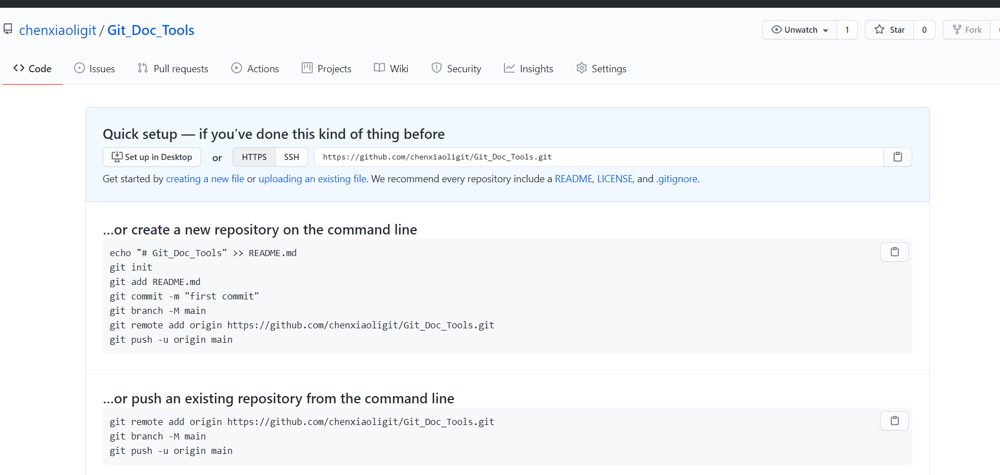 chenxiaoligit / Git_Doc_Tools
Unwatch 1 Star 0 Fork
Code Issues Pull requests Actions Projects Wiki Security Insights Settings
Quick setup — if you’ve done this kind of thing before
Set up in Desktop or HTTPS SSH https://github.com/chenxiaoligit/Git_Doc_Tools.git
Get started by creating a new file or uploading an existing file. We recommend every repository include a README, LICENSE, and .gitignore.
…or create a new repository on the command line
echo "# Git_Doc_Tools" >> README.md
git init
git add README.md
git commit -m "first commit"
git branch -M main
git remote add origin https://github.com/chenxiaoligit/Git_Doc_Tools.git
git push -u origin main
…or push an existing repository from the command line
git remote add origin https://github.com/chenxiaoligit/Git_Doc_Tools.git
git branch -M main
git push -u origin main